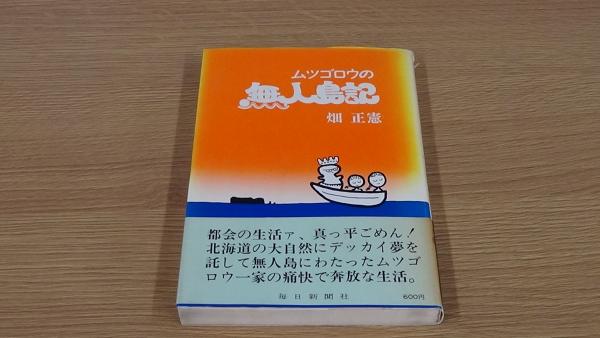 ムツゴロウの
無人島記
畑 正憲
都会の生活ァ、真っ平ごめん!
北海道の大自然にデッカイ夢を
託して無人島にわたったムツゴ
ロウ一家の痛快で奔放な生活。
毎日新聞社
600円